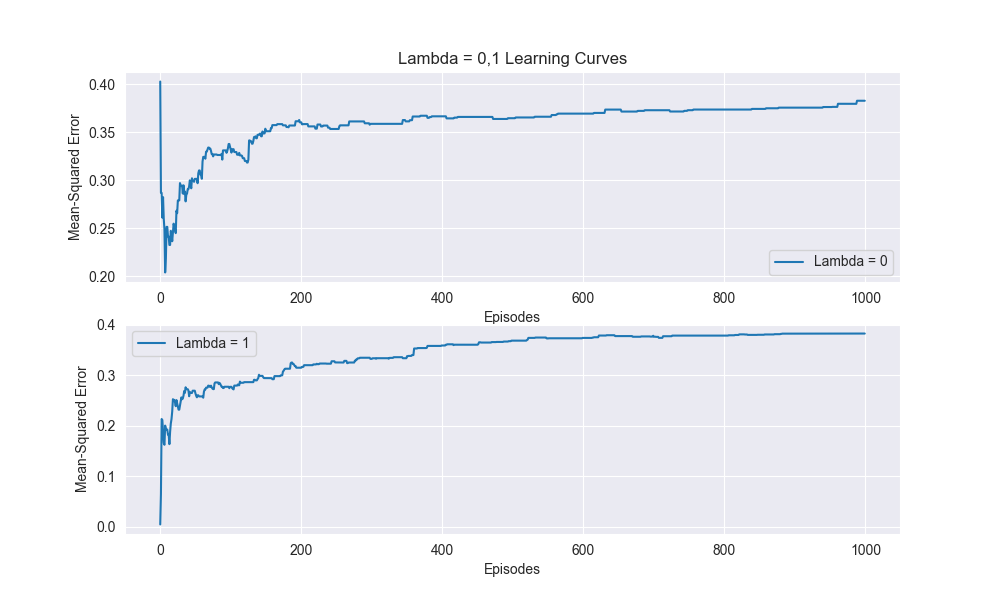 Lambda = 0,1 Learning Curves
Mean-Squared Error
0.40
0.35
0.30
0.25
0.20
Lambda = 0
0 200 400 600 800 1000
Episodes
Mean-Squared Error
0.4
0.3
0.2
0.1
0.0
Lambda = 1
0 200 400 600 800 1000
Episodes